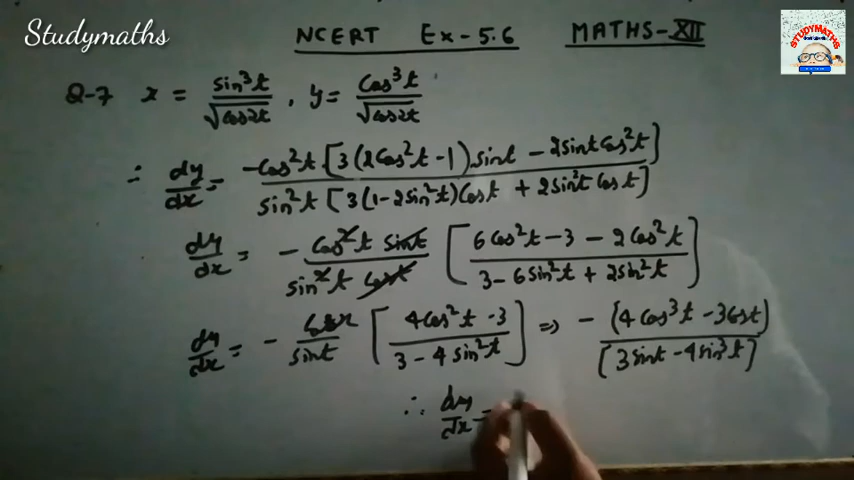 Studymaths
NCERT Ex-5.6 MATHS-XII
STUDYMATHS
Q-7 x = sin³t/√cos2t , y = Cos³t/√cos2t
∴ dy/dx = -Cos²t [3(2Cos²t - 1) sint - 2sint Cos²t] / sin²t [3(1-2sin²t) Cost + 2sin²t Cost]
dy/dx = - Cos²t sint / sin²t Cost [6Cos²t - 3 - 2Cos²t / 3 - 6sin²t + 2sin²t]
dy/dx = - Cost / sint [4Cos²t - 3 / 3 - 4sin²t] ⇒ - (4Cos³t - 3Cost) / [3sint - 4sin³t]
∴ dy/dx =